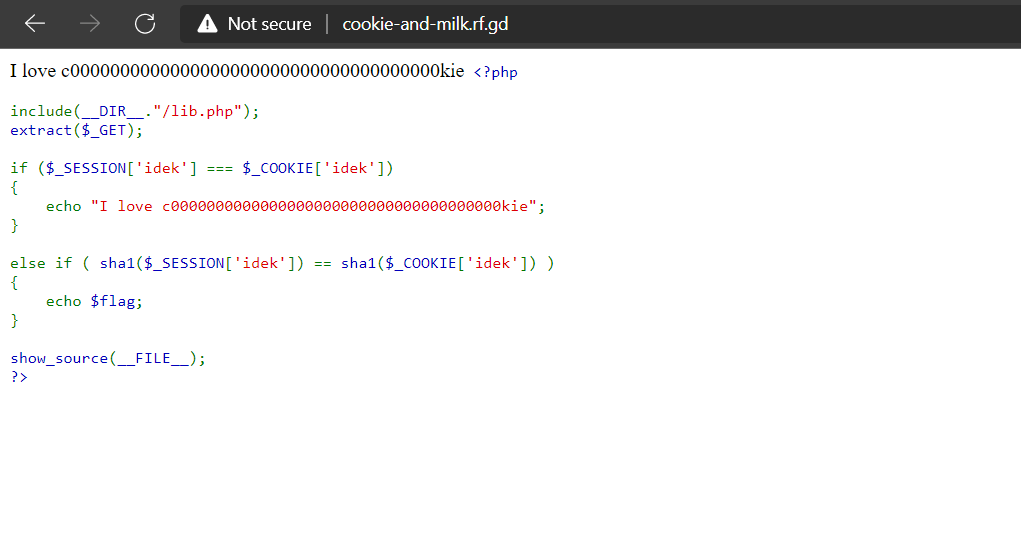 Not secure
cookie-and-milk.rf.gd
I love c0000000000000000000000000000000000000kie <?php
include(__DIR__."/lib.php");
extract($_GET);
if ($_SESSION['idek'] === $_COOKIE['idek'])
{
echo "I love c0000000000000000000000000000000000000kie";
}
else if ( sha1($_SESSION['idek']) == sha1($_COOKIE['idek']) )
{
echo $flag;
}
show_source(__FILE__);
?>